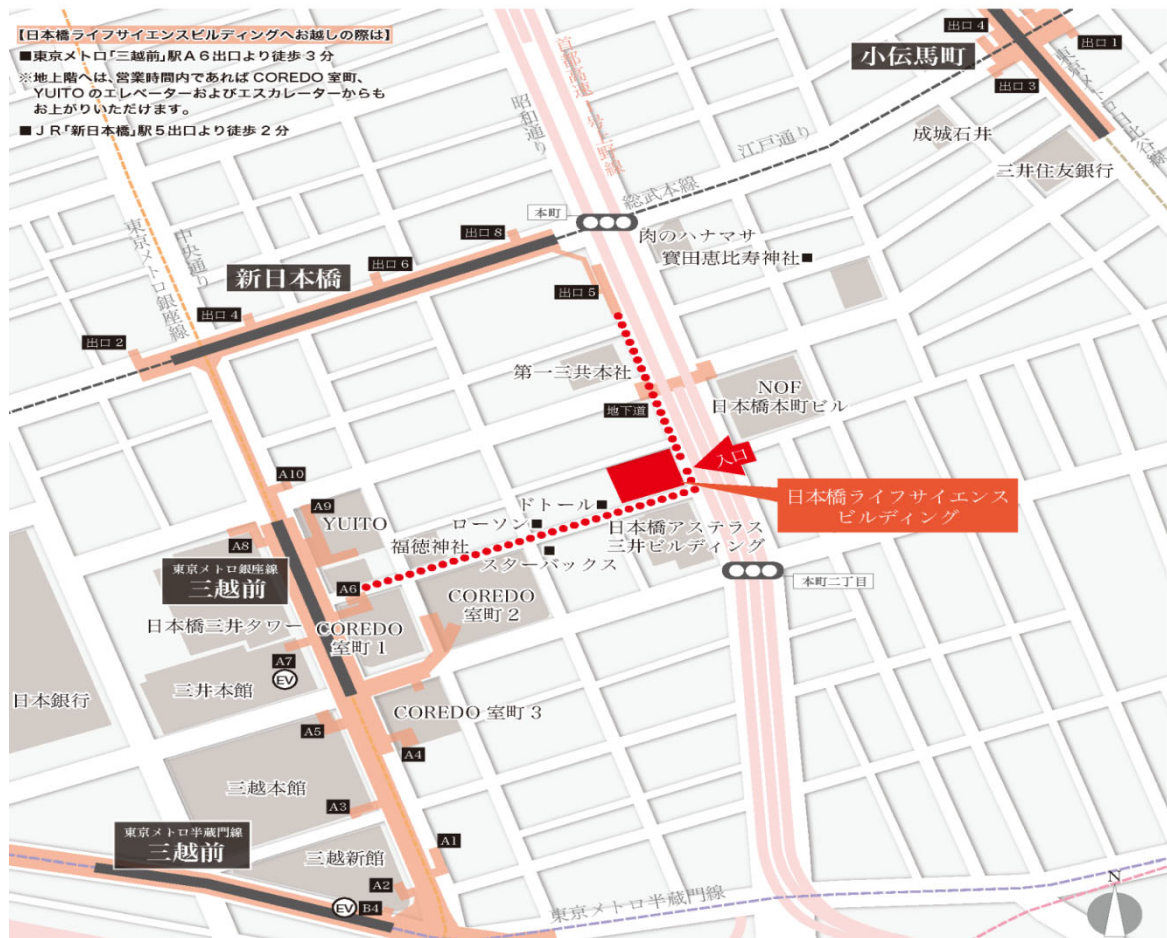 【日本橋ライフサイエンスビルディングへお越しの際は】
■東京メトロ「三越前」駅A6出口より徒歩3分
※地上階へは、営業時間内であればCOREDO室町、
YUITOのエレベーターおよびエスカレーターからも
お上がりいただけます。
■JR「新日本橋」駅5出口より徒歩2分
出口4
出口1
小伝馬町
出口3
東京メトロ日比谷線
首都高速一号上野線
昭和通り
江戸通り
成城石井
三井住友銀行
総武本線
本町
肉のハナマサ
寳田恵比寿神社■
東京メトロ銀座線
中央通り
出口8
出口6
新日本橋
出口5
出口4
出口2
第一三共本社
NOF
日本橋本町ビル
地下道
入口
A10
A9
YUITO
ドトール■
日本橋ライフサイエンス
ビルディング
ローソン■
日本橋アステラス
三井ビルディング
A8
福徳神社
■
スターバックス
東京メトロ銀座線
三越前
A6
本町二丁目
COREDO
室町2
日本橋三井タワー
COREDO
室町1
A7
EV
三井本館
日本銀行
COREDO 室町3
A5
A4
三越本館
A3
東京メトロ半蔵門線
三越前
A1
三越新館
A2
EV
B4
東京メトロ半蔵門線
N